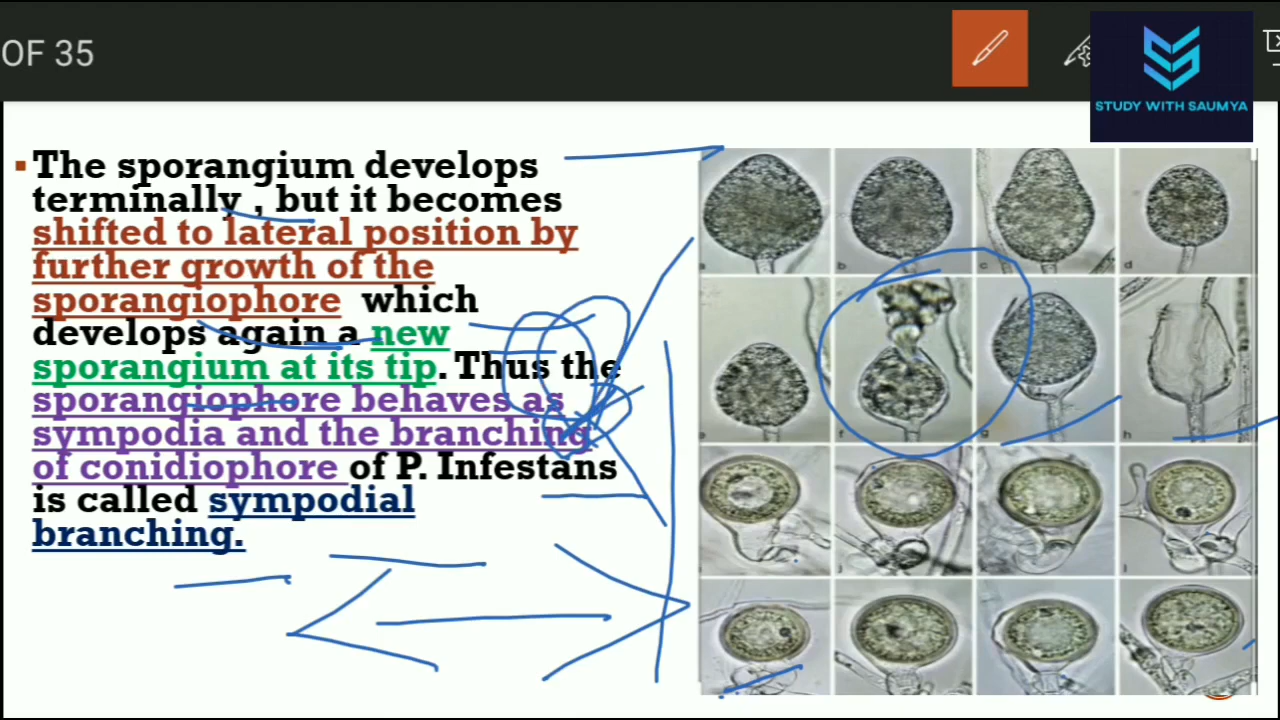 OF 35
STUDY WITH SAUMYA
The sporangium develops
terminally , but it becomes
shifted to lateral position by
further growth of the
sporangiophore which
develops again a new
sporangium at its tip. Thus the
sporangiophore behaves as
sympodia and the branching
of conidiophore of P. Infestans
is called sympodial
branching.
a b c d
e f g h
i j l